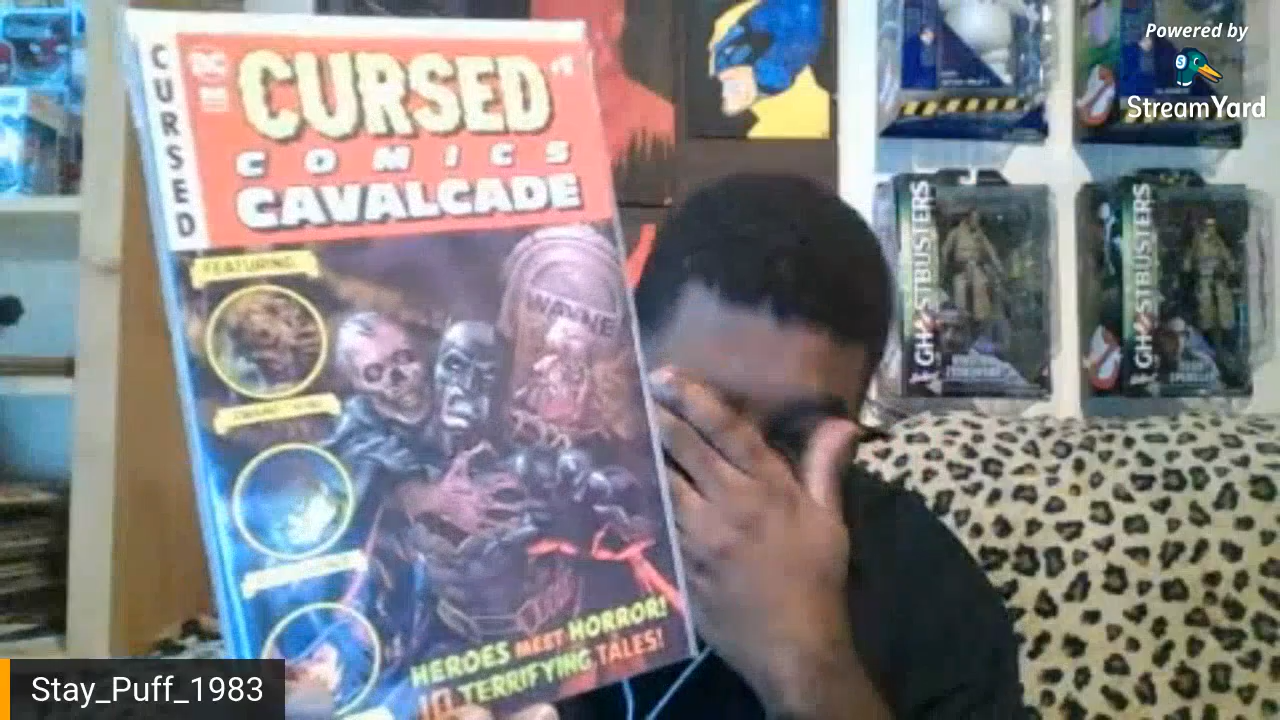 Powered by
StreamYard
CURSED
DC
CURSED #1
COMICS
CAVALCADE
FEATURING...
WAYNE
HEROES MEET HORROR!
10 TERRIFYING TALES!
GHOSTBUSTERS
GHOSTBUSTERS
Stay_Puff_1983